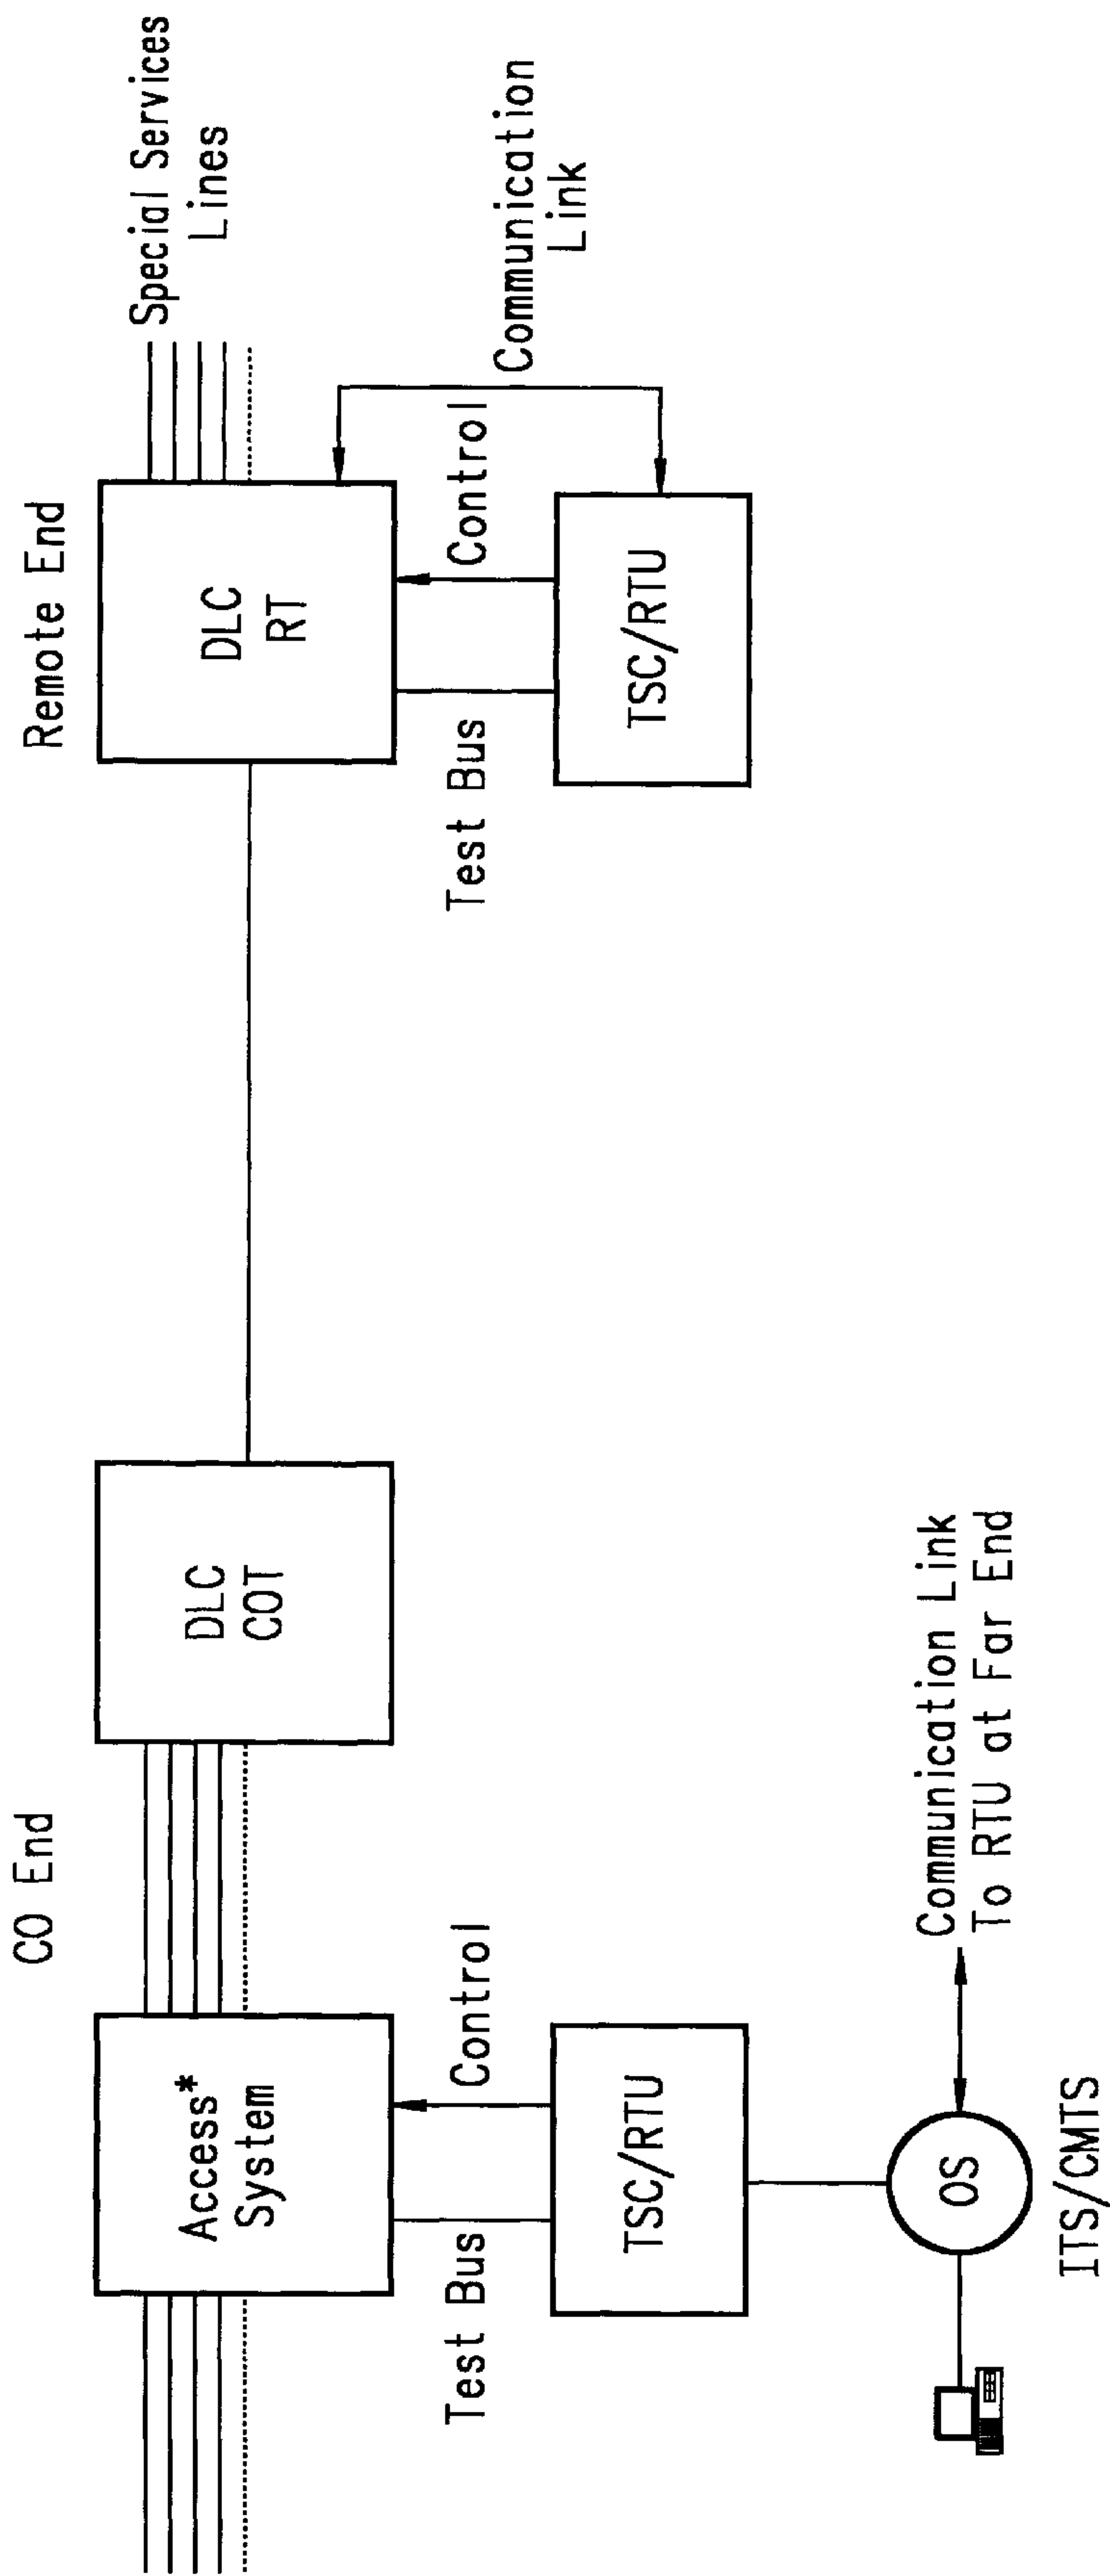 CO End
Remote End
Access*
System
DLC
COT
DLC
RT
Special Services
Lines
Test Bus
Control
Test Bus
Control
Communication
Link
TSC/RTU
TSC/RTU
OS
Communication Link
To RTU at Far End
ITS/CMTS